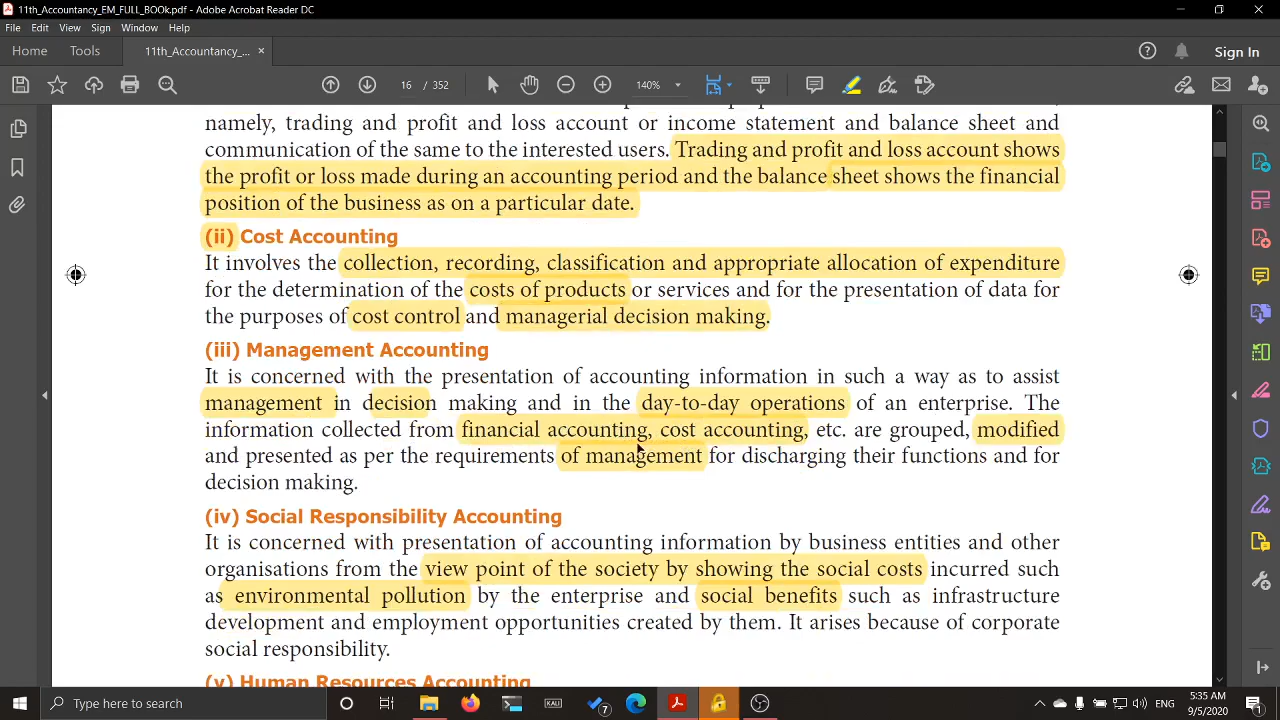 11th_Accountancy_EM_FULL_BOOk.pdf - Adobe Acrobat Reader DC
File Edit View Sign Window Help
Home Tools 11th_Accountancy_... × Sign In
16 / 352 140%
namely, trading and profit and loss account or income statement and balance sheet and
communication of the same to the interested users. Trading and profit and loss account shows
the profit or loss made during an accounting period and the balance sheet shows the financial
position of the business as on a particular date.
(ii) Cost Accounting
It involves the collection, recording, classification and appropriate allocation of expenditure
for the determination of the costs of products or services and for the presentation of data for
the purposes of cost control and managerial decision making.
(iii) Management Accounting
It is concerned with the presentation of accounting information in such a way as to assist
management in decision making and in the day-to-day operations of an enterprise. The
information collected from financial accounting, cost accounting, etc. are grouped, modified
and presented as per the requirements of management for discharging their functions and for
decision making.
(iv) Social Responsibility Accounting
It is concerned with presentation of accounting information by business entities and other
organisations from the view point of the society by showing the social costs incurred such
as environmental pollution by the enterprise and social benefits such as infrastructure
development and employment opportunities created by them. It arises because of corporate
social responsibility.
(v) Human Resources Accounting
Type here to search KALI 7 ENG 5:35 AM
9/5/2020 1